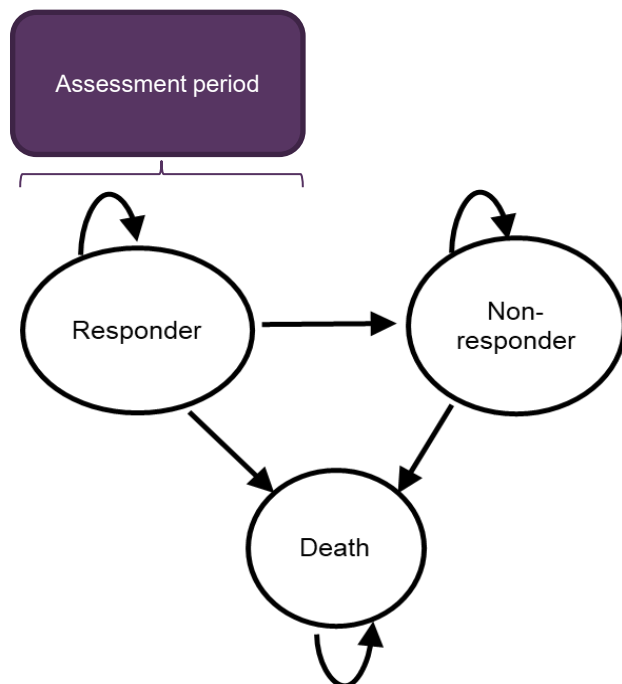 Assessment period
Responder
Non-
responder
Death